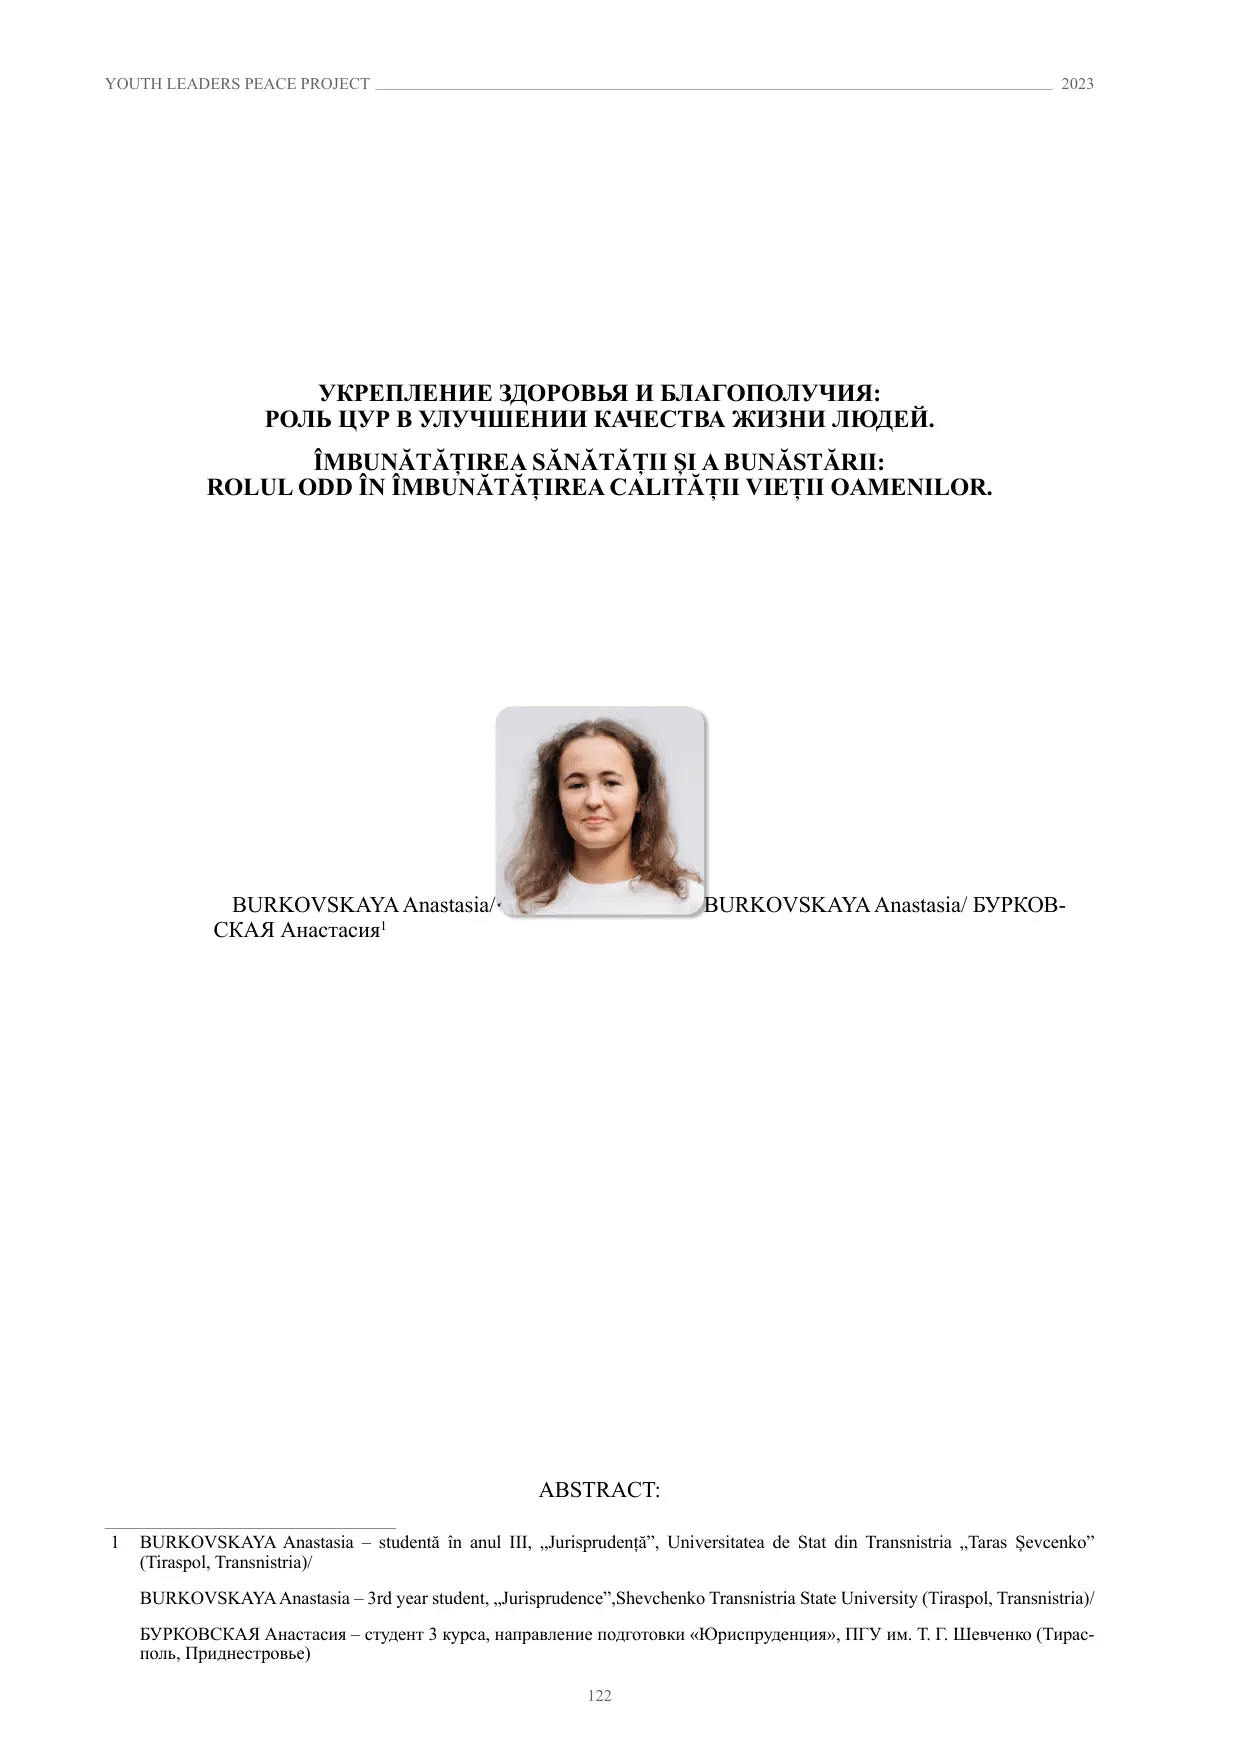 YOUTH LEADERS PEACE PROJECT 2023
УКРЕПЛЕНИЕ ЗДОРОВЬЯ И БЛАГОПОЛУЧИЯ:
РОЛЬ ЦУР В УЛУЧШЕНИИ КАЧЕСТВА ЖИЗНИ ЛЮДЕЙ.
ÎMBUNĂTĂȚIREA SĂNĂTĂȚII ȘI A BUNĂSTĂRII:
ROLUL ODD ÎN ÎMBUNĂTĂȚIREA CALITĂȚII VIEȚII OAMENILOR.
BURKOVSKAYA Anastasia/ BURKOVSKAYA Anastasia/ БУРКОВ-
СКАЯ Анастасия1
ABSTRACT:
1 BURKOVSKAYA Anastasia – studentă în anul III, „Jurisprudență”, Universitatea de Stat din Transnistria „Taras Șevcenko”
(Tiraspol, Transnistria)/
BURKOVSKAYA Anastasia – 3rd year student, „Jurisprudence”,Shevchenko Transnistria State University (Tiraspol, Transnistria)/
БУРКОВСКАЯ Анастасия – студент 3 курса, направление подготовки «Юриспруденция», ПГУ им. Т. Г. Шевченко (Тирас-
поль, Приднестровье)
122